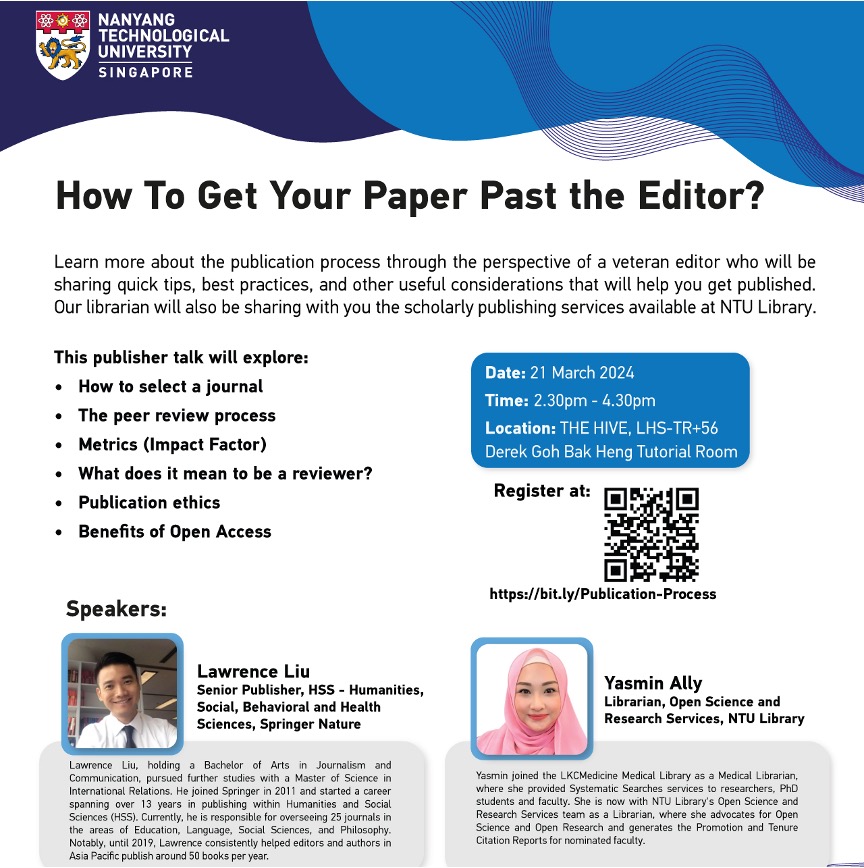 NANYANG
TECHNOLOGICAL
UNIVERSITY
SINGAPORE
How To Get Your Paper Past the Editor?
Learn more about the publication process through the perspective of a veteran editor who will be
sharing quick tips, best practices, and other useful considerations that will help you get published.
Our librarian will also be sharing with you the scholarly publishing services available at NTU Library.
This publisher talk will explore:
• How to select a journal
• The peer review process
• Metrics (Impact Factor)
• What does it mean to be a reviewer?
• Publication ethics
• Benefits of Open Access
Date: 21 March 2024
Time: 2.30pm - 4.30pm
Location: THE HIVE, LHS-TR+56
Derek Goh Bak Heng Tutorial Room
Register at:
https://bit.ly/Publication-Process
Speakers:
Lawrence Liu
Senior Publisher, HSS - Humanities,
Social, Behavioral and Health
Sciences, Springer Nature
Lawrence Liu, holding a Bachelor of Arts in Journalism and
Communication, pursued further studies with a Master of Science in
International Relations. He joined Springer in 2011 and started a career
spanning over 13 years in publishing within Humanities and Social
Sciences (HSS). Currently, he is responsible for overseeing 25 journals in
the areas of Education, Language, Social Sciences, and Philosophy.
Notably, until 2019, Lawrence consistently helped editors and authors in
Asia Pacific publish around 50 books per year.
Yasmin Ally
Librarian, Open Science and
Research Services, NTU Library
Yasmin joined the LKCMedicine Medical Library as a Medical Librarian,
where she provided Systematic Searches services to researchers, PhD
students and faculty. She is now with NTU Library's Open Science and
Research Services team as a Librarian, where she advocates for Open
Science and Open Research and generates the Promotion and Tenure
Citation Reports for nominated faculty.